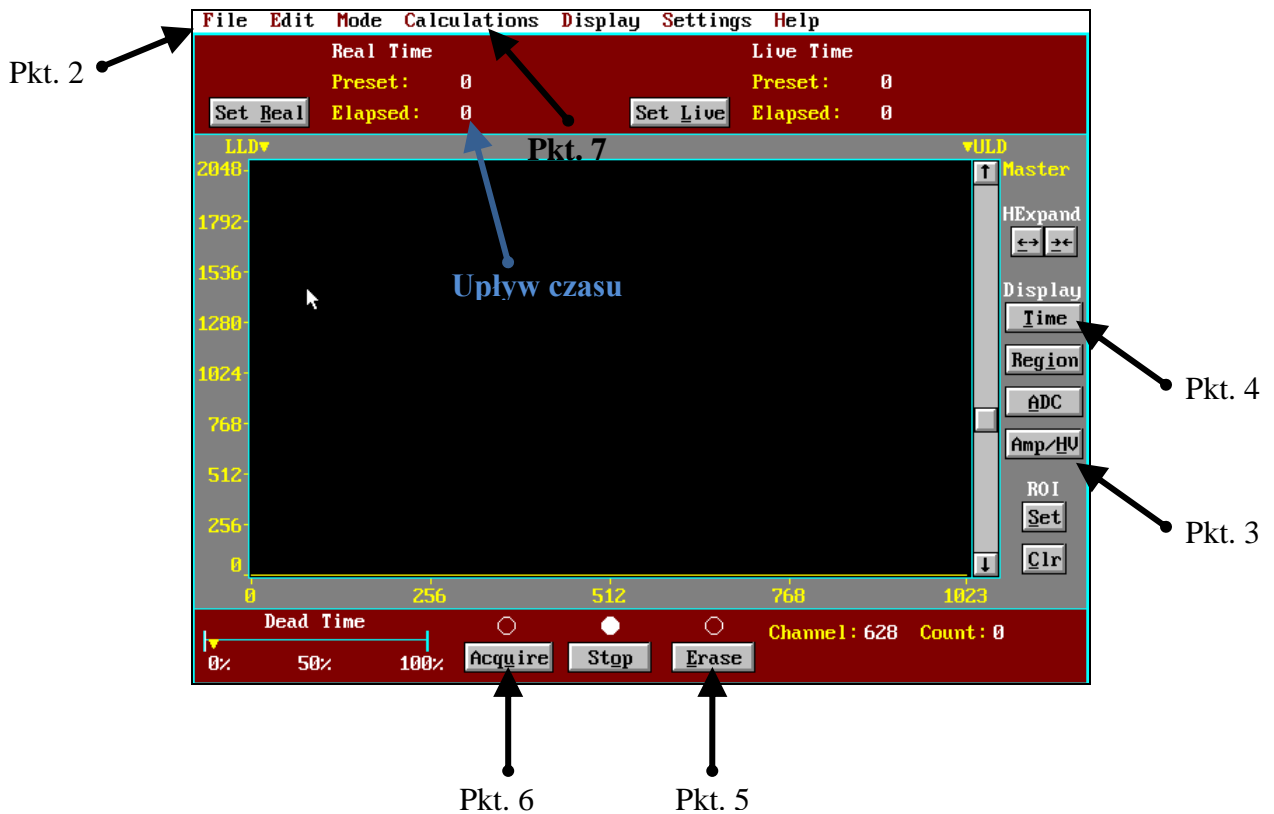 File Edit Mode Calculations Display Settings Help
Real Time Live Time
Pkt. 2
Preset: 0 Preset: 0
Set Real Elapsed: 0 Set Live Elapsed: 0
Pkt. 7
LLD▼ ▼ULD
2048 Master
1792 HExpand
1536 Upływ czasu Display
1280 Time
1024 Region
Pkt. 4
768 ADC
512 Amp/HV
ROI
256 Set
Pkt. 3
0 Clr
0 256 512 768 1023
Dead Time Channel: 628 Count: 0
0% 50% 100% Acquire Stop Erase
Pkt. 6 Pkt. 5